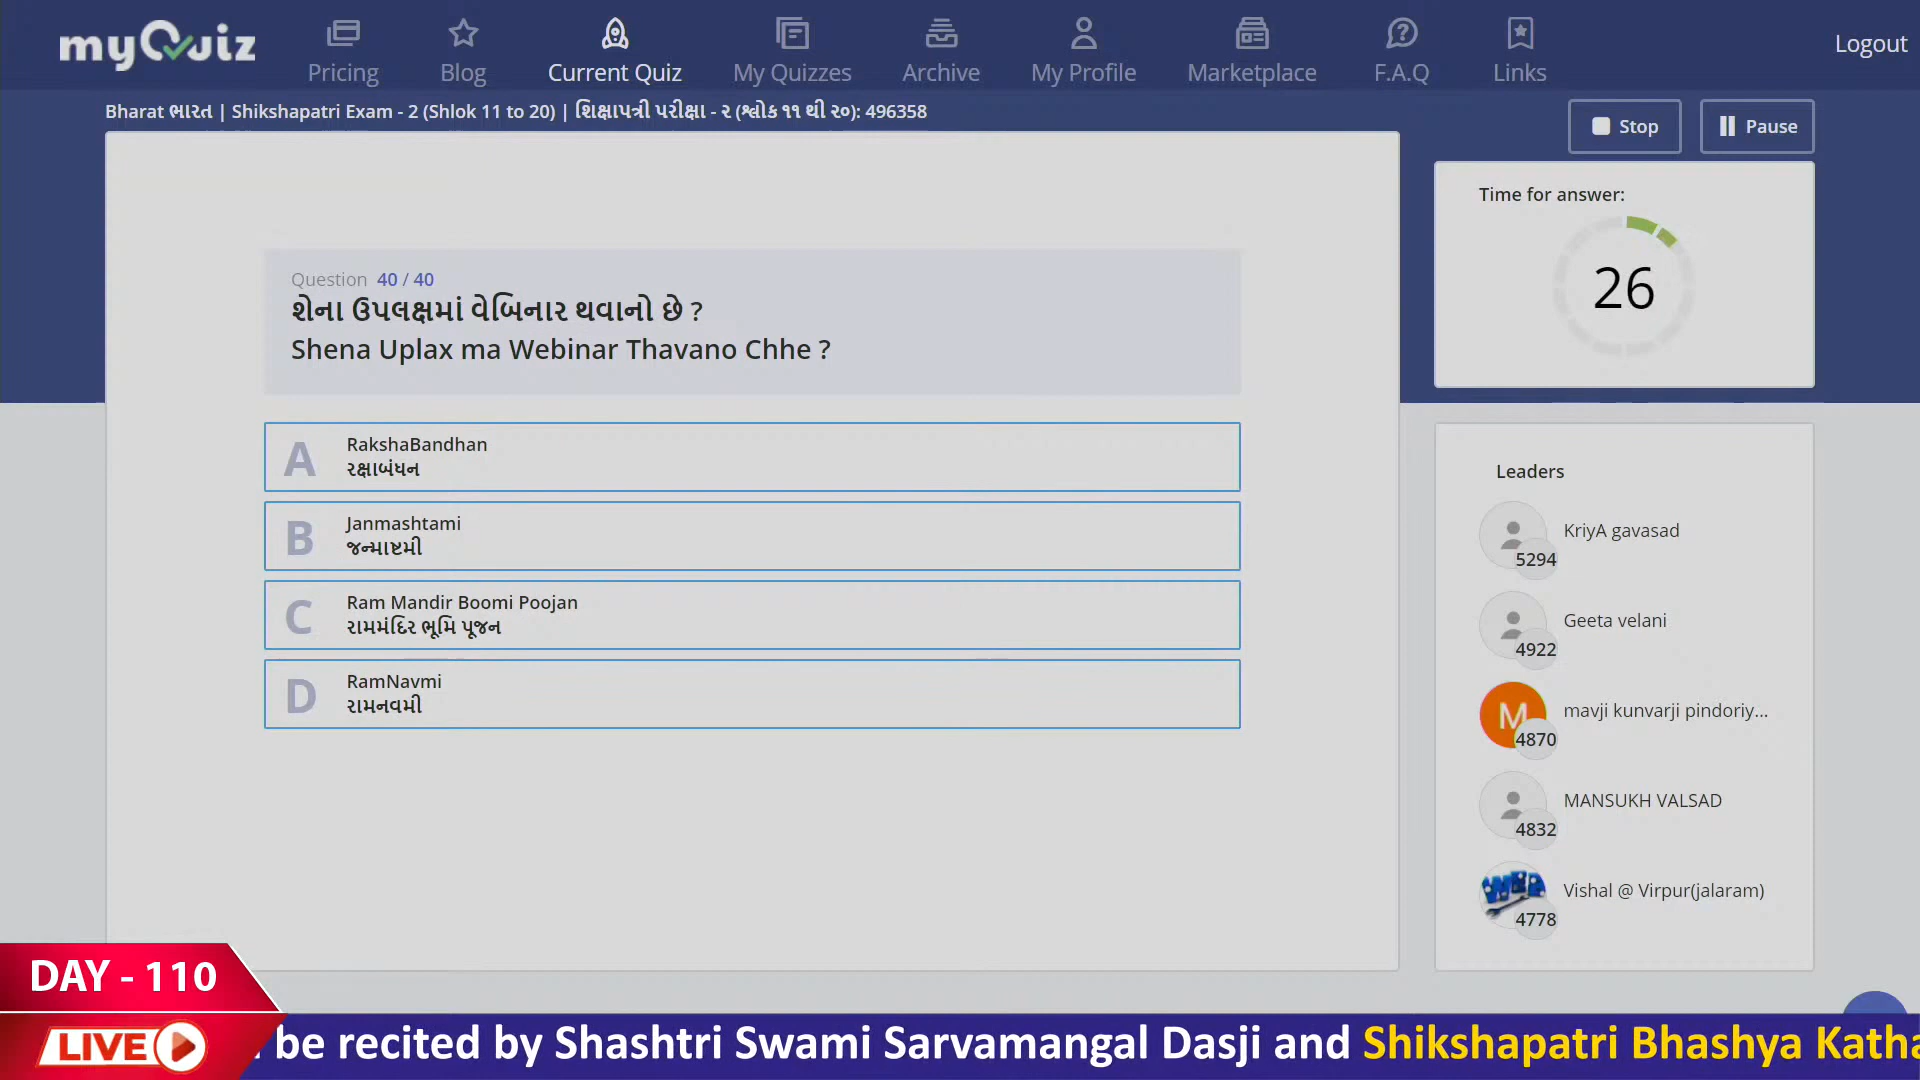 myQuiz
Pricing
Blog
Current Quiz
My Quizzes
Archive
My Profile
Marketplace
F.A.Q
Links
Logout
Bharat ભારત | Shikshapatri Exam - 2 (Shlok 11 to 20) | શિક્ષાપત્રી પરીક્ષા - ૨ (શ્લોક ૧૧ થી ૨૦): 496358
Stop
Pause
Time for answer:
26
Question 40 / 40
શેના ઉપલક્ષમાં વેબિનાર થવાનો છે ?
Shena Uplax ma Webinar Thavano Chhe ?
A
RakshaBandhan
રક્ષાબંધન
B
Janmashtami
જન્માષ્ટમી
C
Ram Mandir Boomi Poojan
રામમંદિર ભૂમિ પૂજન
D
RamNavmi
રામનવમી
Leaders
KriyA gavasad
5294
Geeta velani
4922
M
mavji kunvarji pindoriy...
4870
MANSUKH VALSAD
4832
WEB
Vishal @ Virpur(jalaram)
4778
DAY - 110
LIVE
be recited by Shashtri Swami Sarvamangal Dasji and Shikshapatri Bhashya Katha